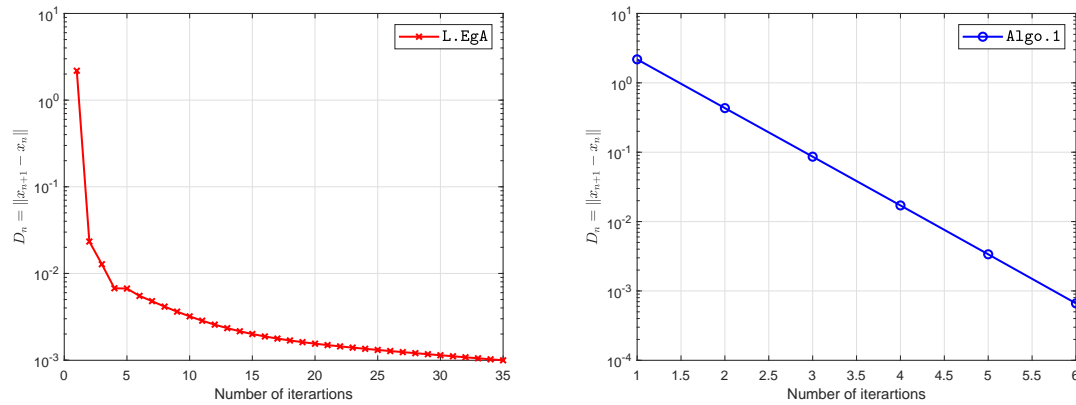 L.EgA
10^1
10^0
10^-1
10^-2
10^-3
D_n = ||x_{n+1} − x_n||
0 5 10 15 20 25 30 35
Number of iterartions
Algo.1
10^1
10^0
10^-1
10^-2
10^-3
10^-4
D_n = ||x_{n+1} − x_n||
1 1.5 2 2.5 3 3.5 4 4.5 5 5.5 6
Number of iterartions